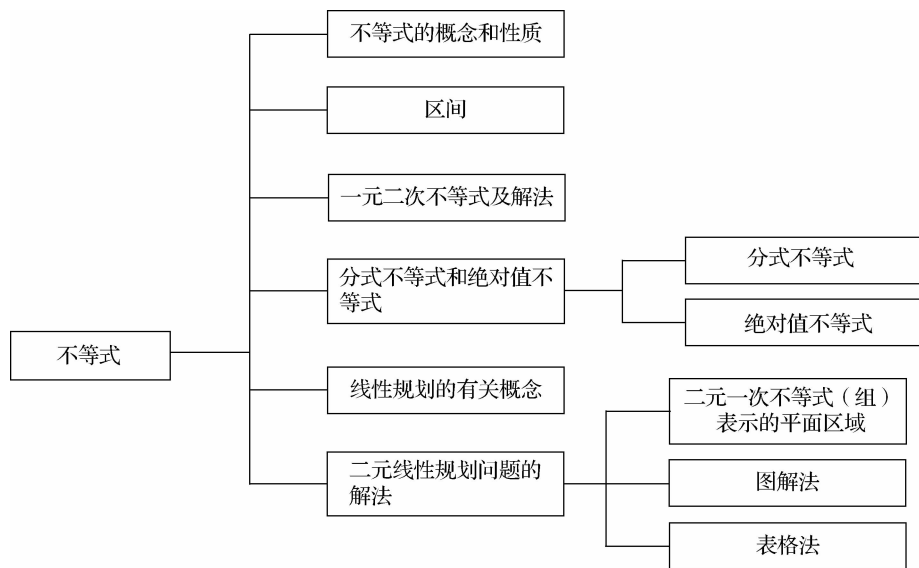 不等式的概念和性质
区间
一元二次不等式及解法
分式不等式和绝对值不
等式
分式不等式
绝对值不等式
不等式
线性规划的有关概念
二元线性规划问题的
解法
二元一次不等式(组)
表示的平面区域
图解法
表格法